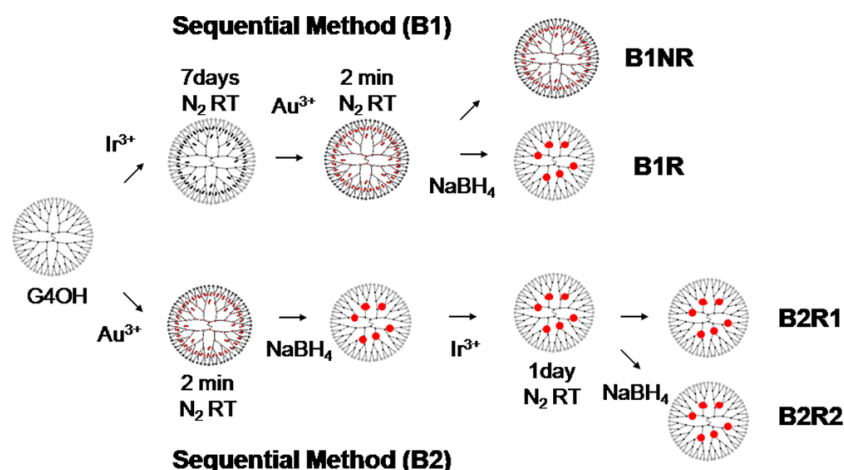 Sequential Method (B1)
7days
N₂ RT
2 min
N₂ RT
Au³⁺
Ir³⁺
NaBH₄
B1NR
B1R
G4OH
Au³⁺
2 min
N₂ RT
NaBH₄
Ir³⁺
1day
N₂ RT
NaBH₄
B2R1
B2R2
Sequential Method (B2)